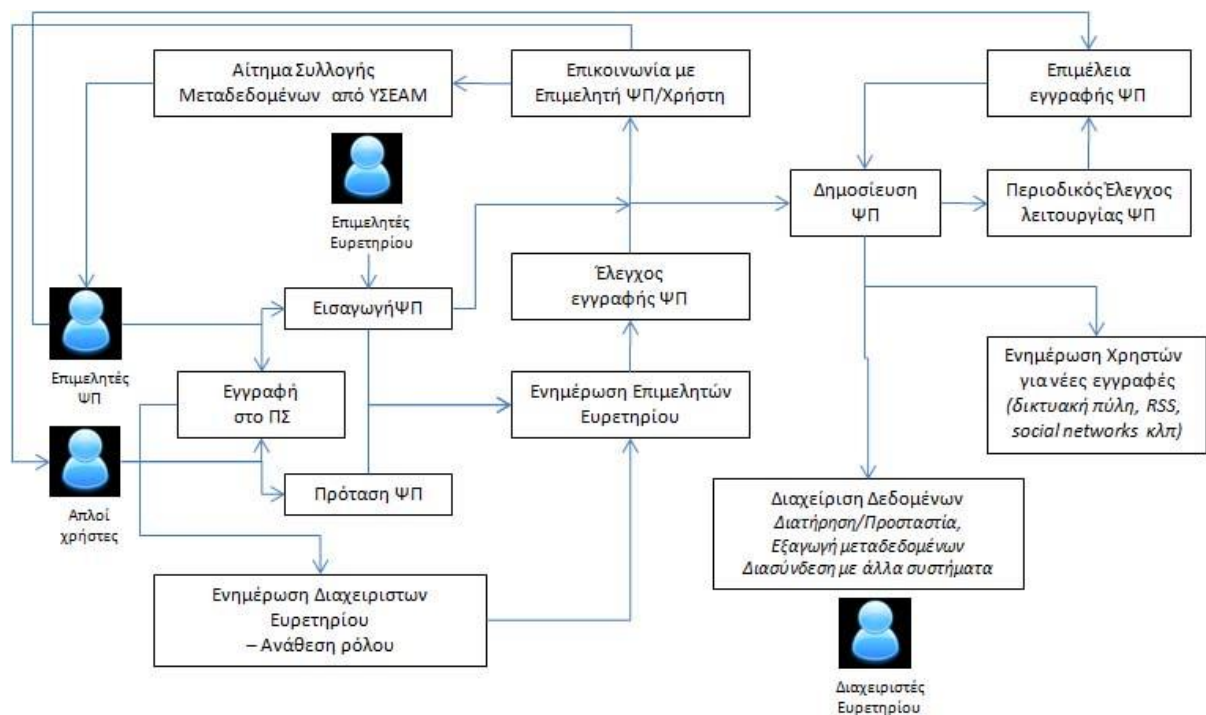 Αίτημα Συλλογής
Μεταδεδομένων από ΥΣΕΑΜ
Επικοινωνία με
Επιμελητή ΨΠ/Χρήστη
Επιμέλεια
εγγραφής ΨΠ
Επιμελητές
Ευρετηρίου
Δημοσίευση
ΨΠ
Περιοδικός Έλεγχος
λειτουργίας ΨΠ
Εισαγωγή ΨΠ
Έλεγχος
εγγραφής ΨΠ
Επιμελητές
ΨΠ
Εγγραφή
στο ΠΣ
Ενημέρωση Επιμελητών
Ευρετηρίου
Ενημέρωση Χρηστών
για νέες εγγραφές
(δικτυακή πύλη, RSS,
social networks κλπ)
Απλοί
χρήστες
Πρόταση ΨΠ
Διαχείριση Δεδομένων
Διατήρηση/Προσταστία,
Εξαγωγή μεταδεδομένων
Διασύνδεση με άλλα συστήματα
Ενημέρωση Διαχειριστων
Ευρετηρίου
– Ανάθεση ρόλου
Διαχειριστές
Ευρετηρίου